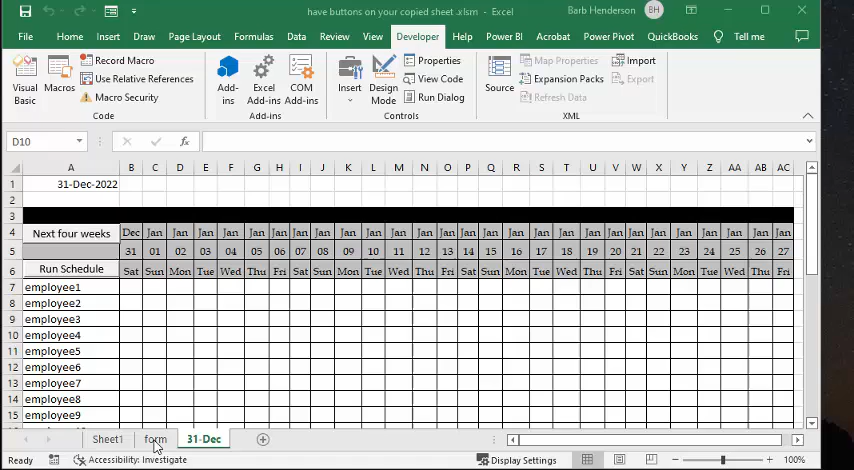 have buttons on your copied sheet .xlsm - Excel
Barb Henderson BH
File Home Insert Draw Page Layout Formulas Data Review View Developer Help Power BI Acrobat Power Pivot QuickBooks Tell me
Visual Basic
Macros
Record Macro
Use Relative References
Macro Security
Code
Add-ins
Excel Add-ins
COM Add-ins
Add-ins
Insert
Design Mode
Properties
View Code
Run Dialog
Controls
Source
Map Properties
Expansion Packs
Refresh Data
Import
Export
XML
D10 fx
A B C D E F G H I J K L M N O P Q R S T U V W X Y Z AA AB AC
1 31-Dec-2022
2
3
4 Next four weeks Dec Jan Jan Jan Jan Jan Jan Jan Jan Jan Jan Jan Jan Jan Jan Jan Jan Jan Jan Jan Jan Jan Jan Jan Jan Jan Jan Jan
5 31 01 02 03 04 05 06 07 08 09 10 11 12 13 14 15 16 17 18 19 20 21 22 23 24 25 26 27
6 Run Schedule Sat Sun Mon Tue Wed Thu Fri Sat Sun Mon Tue Wed Thu Fri Sat Sun Mon Tue Wed Thu Fri Sat Sun Mon Tue Wed Thu Fri
7 employee1
8 employee2
9 employee3
10 employee4
11 employee5
12 employee6
13 employee7
14 employee8
15 employee9
Sheet1 form 31-Dec
Ready Accessibility: Investigate Display Settings 100%